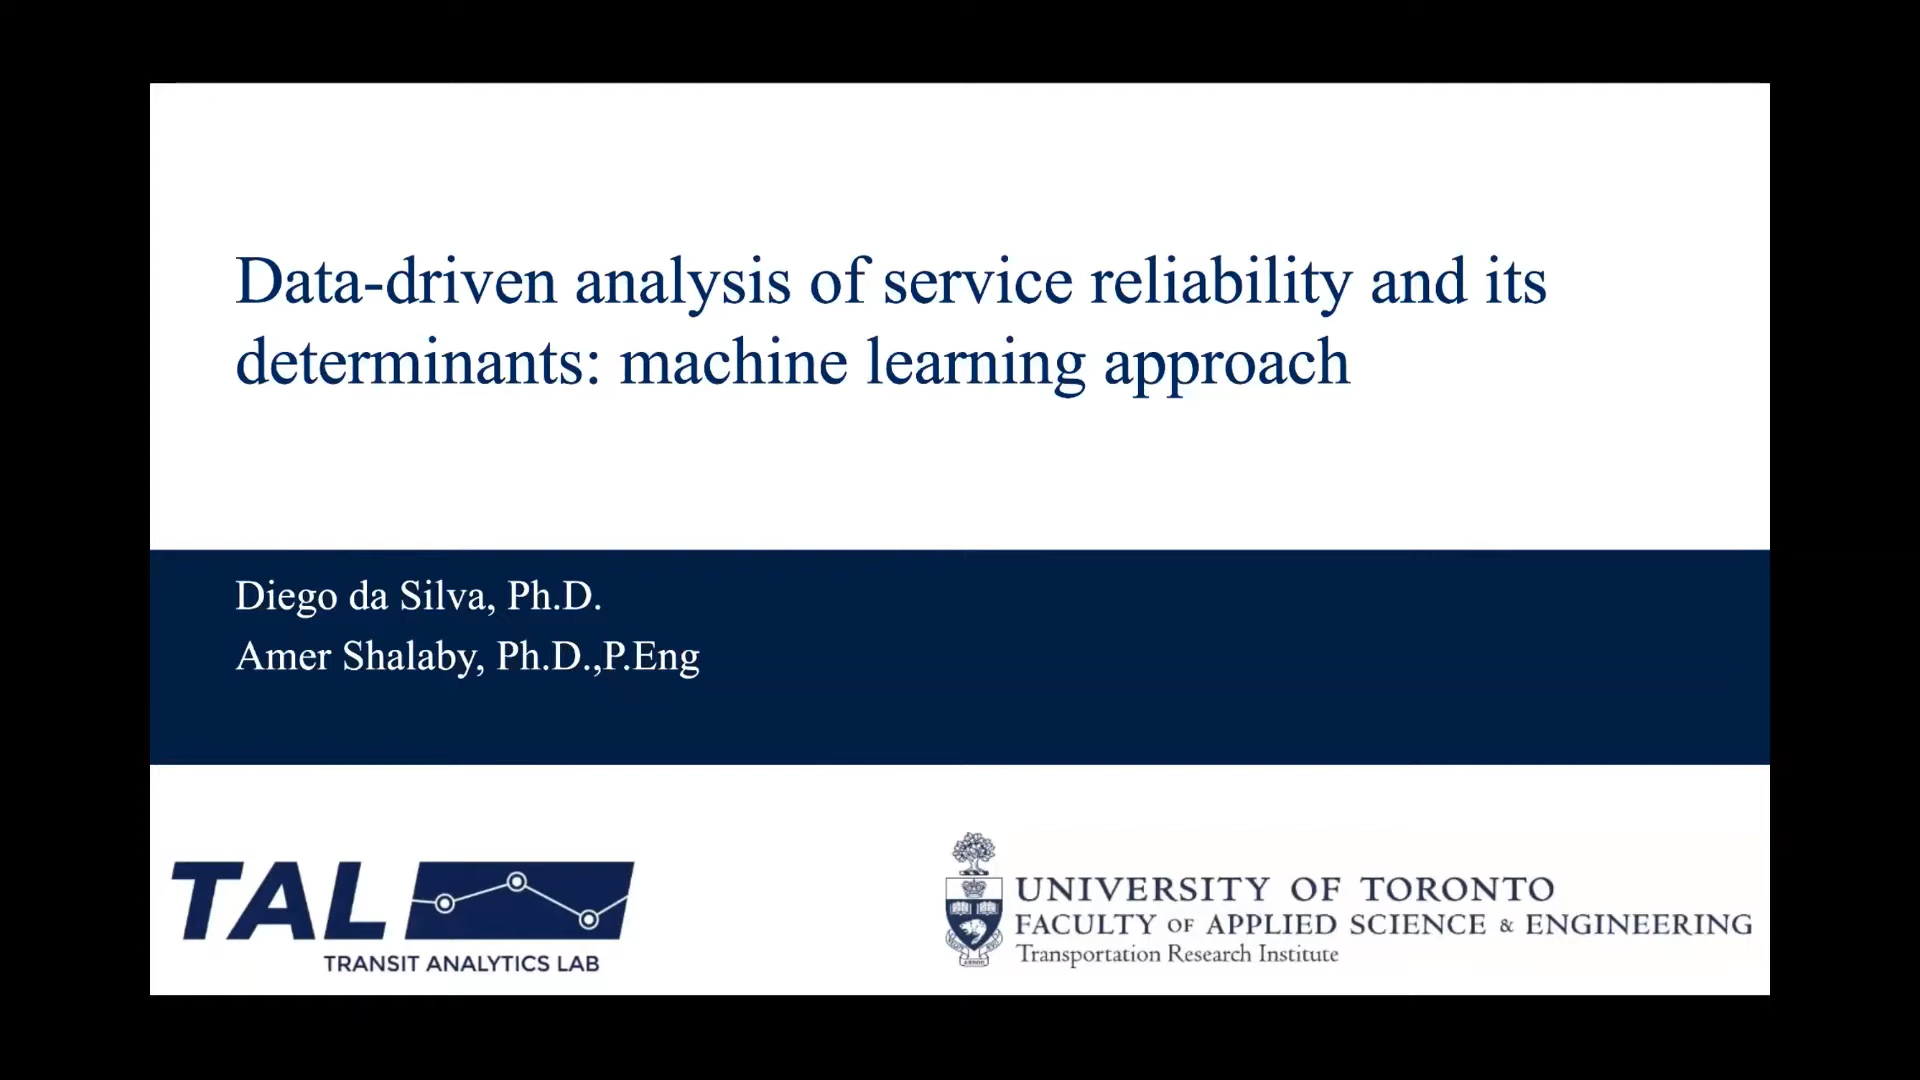 Data-driven analysis of service reliability and its
determinants: machine learning approach
Diego da Silva, Ph.D.
Amer Shalaby, Ph.D.,P.Eng
TAL
TRANSIT ANALYTICS LAB
UNIVERSITY OF TORONTO
FACULTY OF APPLIED SCIENCE & ENGINEERING
Transportation Research Institute